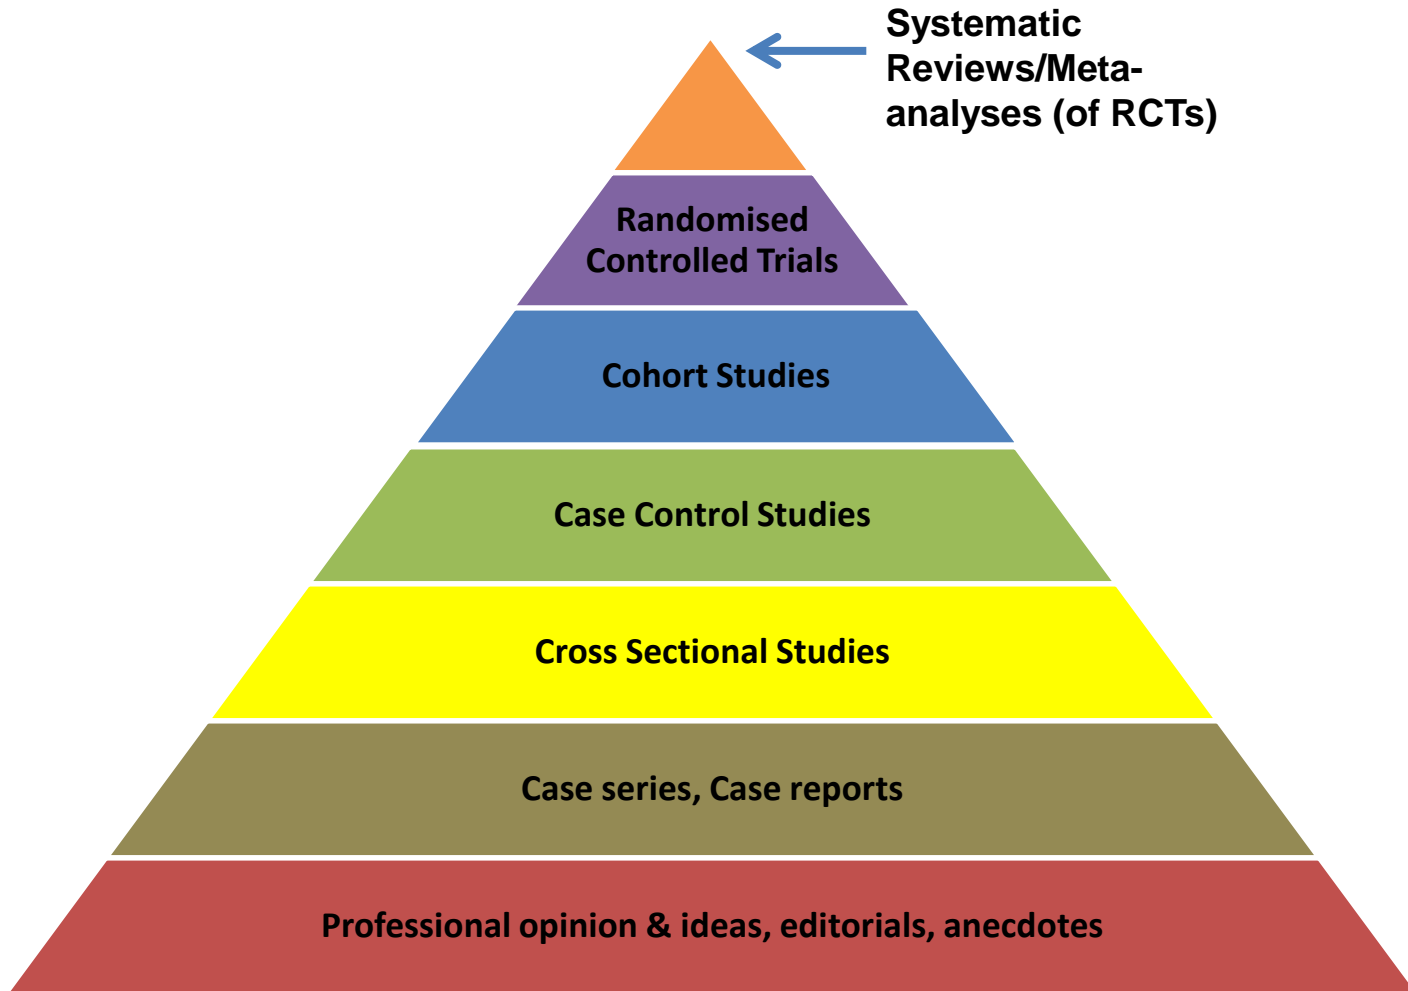 Systematic
Reviews/Meta-
analyses (of RCTs)
Randomised
Controlled Trials
Cohort Studies
Case Control Studies
Cross Sectional Studies
Case series, Case reports
Professional opinion & ideas, editorials, anecdotes